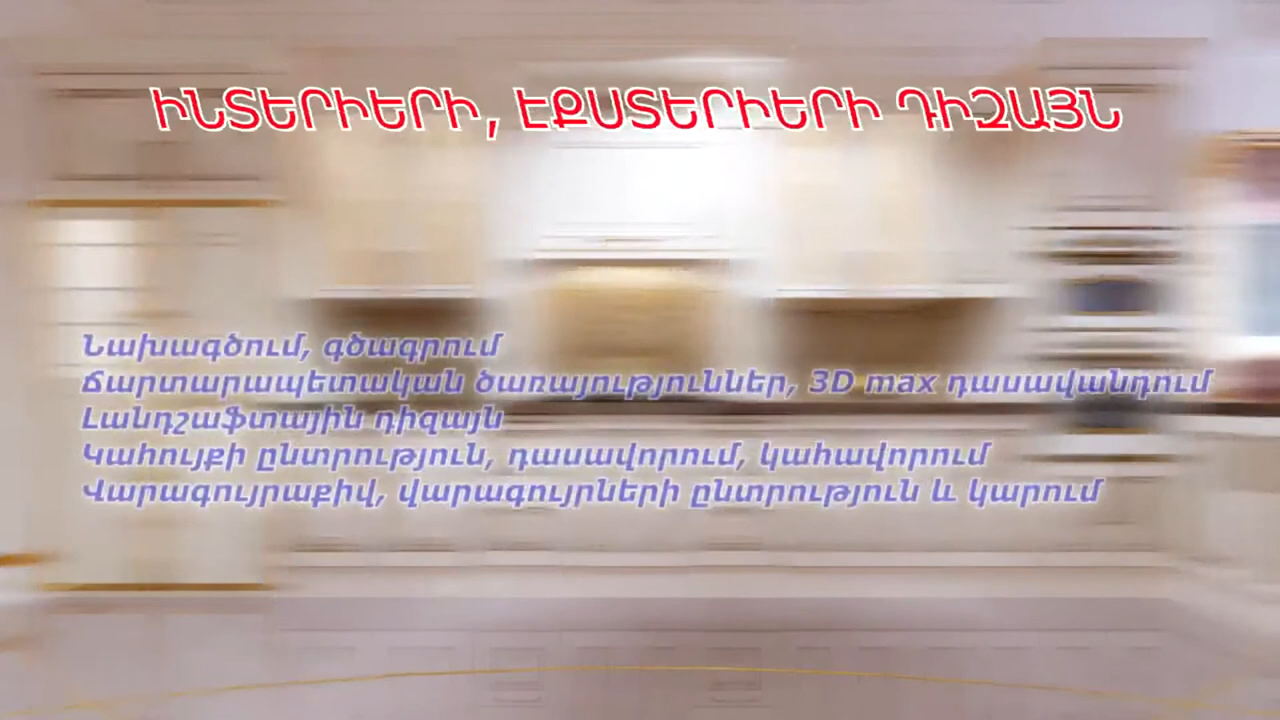 ԻՆՏԵՐԻԵՐԻ, ԷՔՍՏԵՐԻԵՐԻ ԴԻԶԱՅՆ
Նախագծում, գծագրում
Ճարտարապետական ծառայություններ, 3D max դասավանդում
Լանդշաֆտային դիզայն
Կահույքի ընտրություն, դասավորում, կահավորում
Վարագույրաքիվ, վարագույրների ընտրություն և կարում